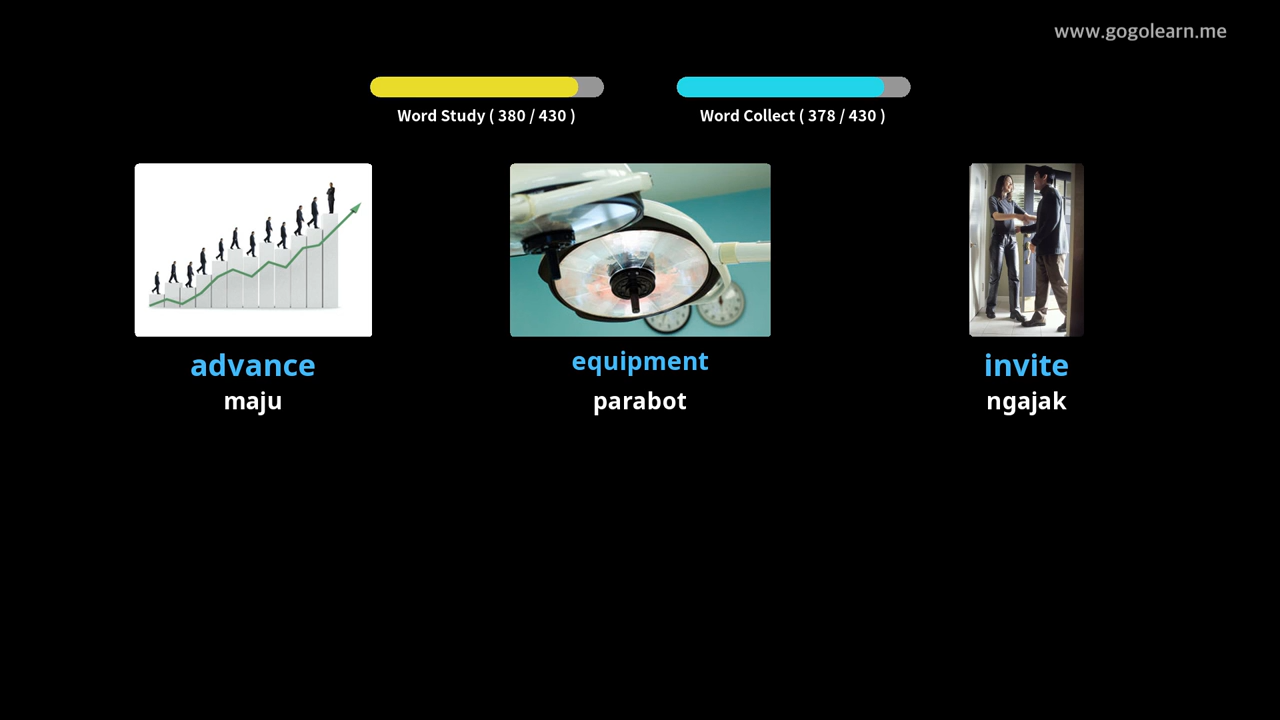 www.gogolearn.me
Word Study ( 380 / 430 )
Word Collect ( 378 / 430 )
advance
maju
equipment
parabot
invite
ngajak